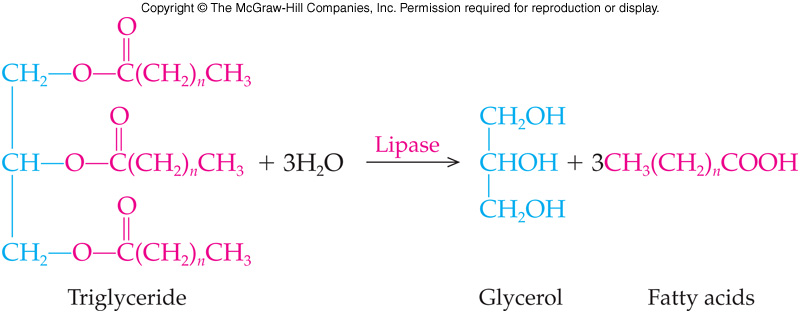 Copyright © The McGraw-Hill Companies, Inc. Permission required for reproduction or display.
O
CH₂—O—C(CH₂)ₙCH₃
O
CH—O—C(CH₂)ₙCH₃ + 3H₂O Lipase CHOH + 3CH₃(CH₂)ₙCOOH
CH₂OH
CH₂OH
O
CH₂—O—C(CH₂)ₙCH₃
Triglyceride Glycerol Fatty acids